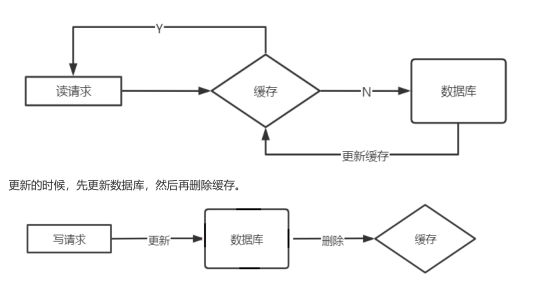 Y
读请求
缓存
N
数据库
更新缓存
更新的时候，先更新数据库，然后再删除缓存。
写请求
更新
数据库
删除
缓存